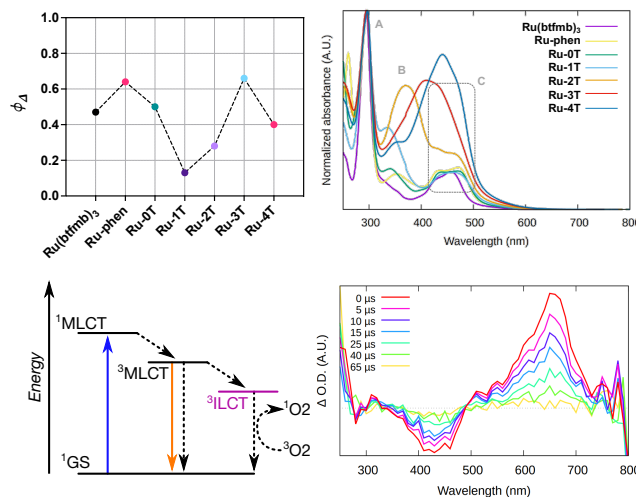 ϕΔ
1.0
0.8
0.6
0.4
0.2
0.0
Ru(btfmb)3
Ru-phen
Ru-0T
Ru-1T
Ru-2T
Ru-3T
Ru-4T
Normalized absorbance (A.U.)
A
B
C
Ru(btfmb)3
Ru-phen
Ru-0T
Ru-1T
Ru-2T
Ru-3T
Ru-4T
300 400 500 600 700 800
Wavelength (nm)
Energy
1MLCT
3MLCT
3ILCT
1O2
3O2
1GS
Δ O.D. (A.U.)
0 µs
5 µs
10 µs
15 µs
25 µs
40 µs
65 µs
300 400 500 600 700 800
Wavelength (nm)